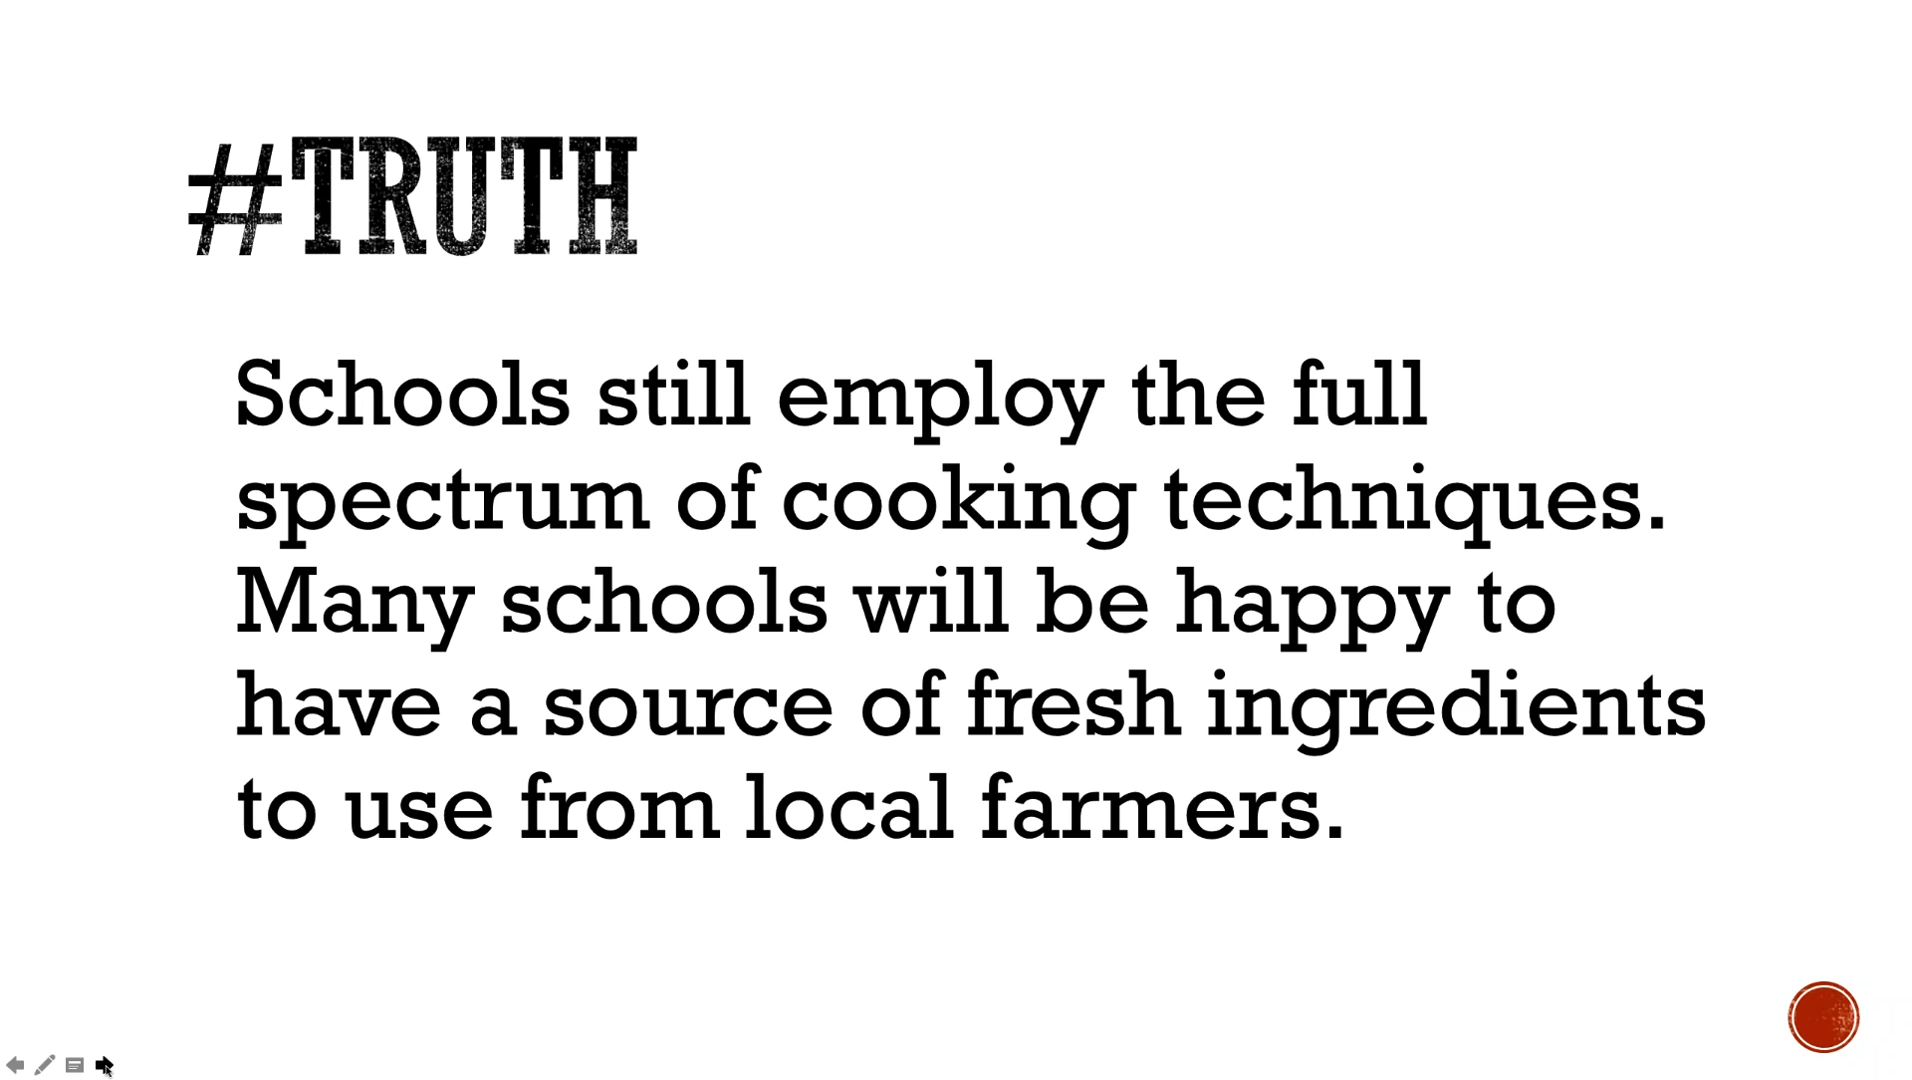 #TRUTH
Schools still employ the full
spectrum of cooking techniques.
Many schools will be happy to
have a source of fresh ingredients
to use from local farmers.